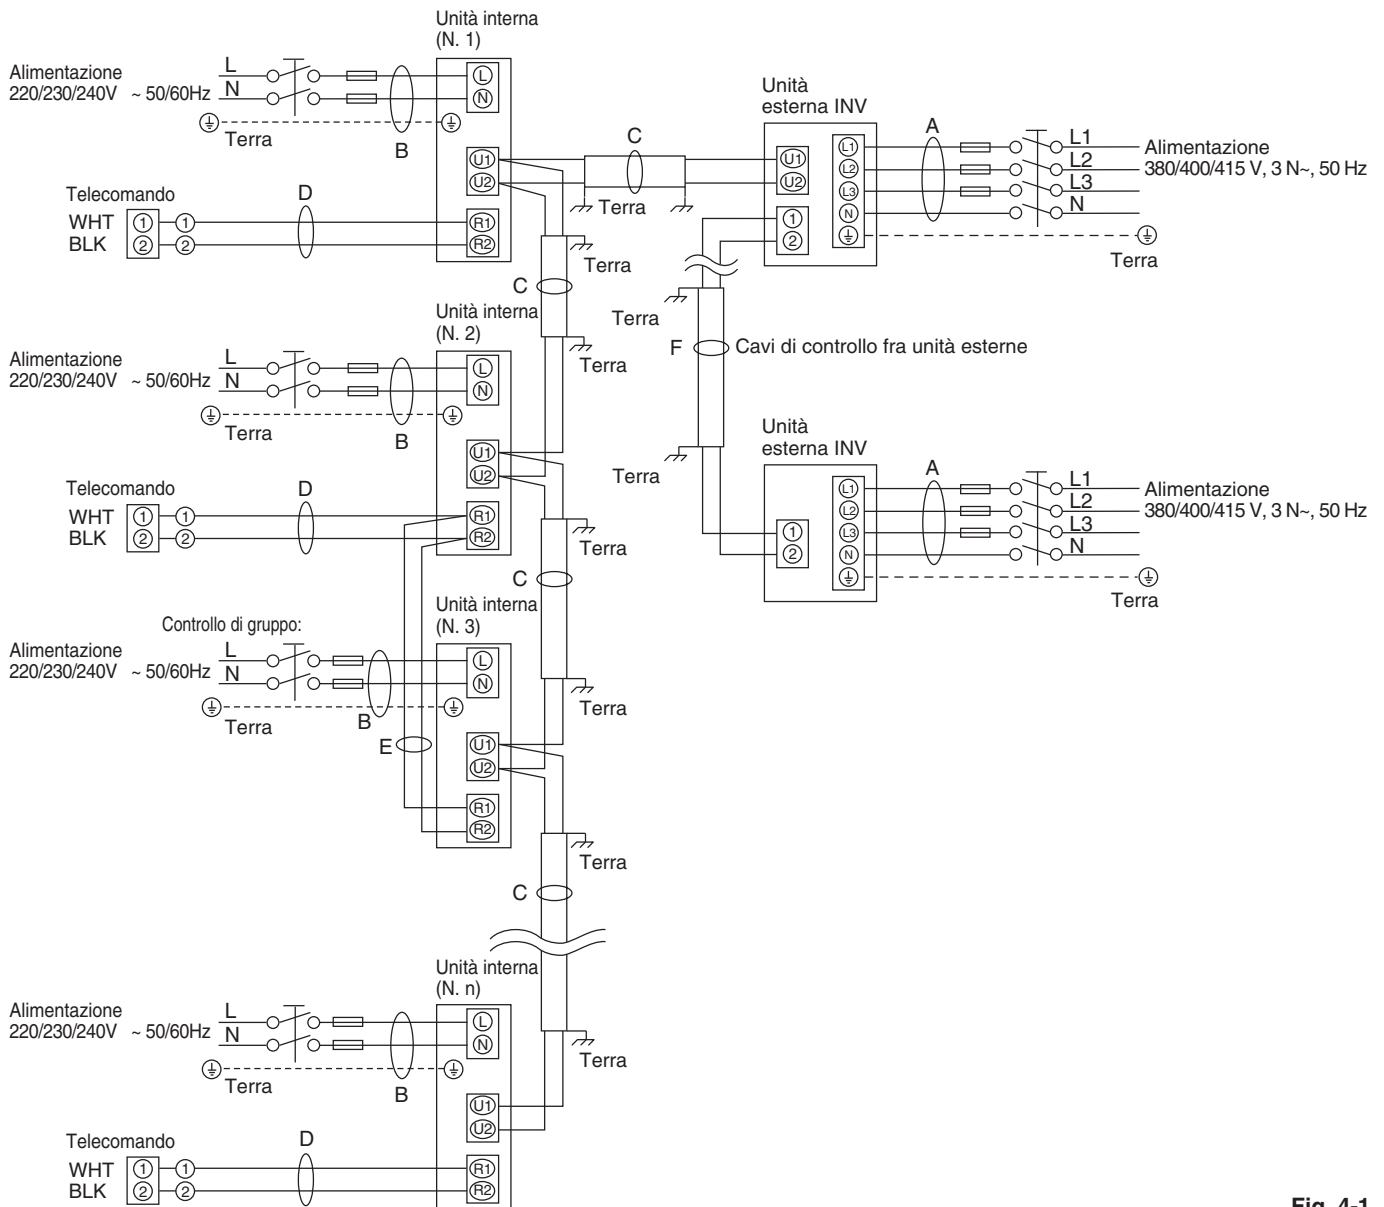 Unità interna
(N. 1)
Alimentazione
220/230/240V ~ 50/60Hz
L
N
Terra
B
L
N
U1
U2
R1
R2
Telecomando
WHT
BLK
1 1
2 2
D
C
Terra
Unità
esterna INV
U1
U2
1
2
L1
L2
L3
N
A
L1
L2
L3
N
Alimentazione
380/400/415 V, 3 N~, 50 Hz
Terra
Terra
C
Terra
Terra
F
Cavi di controllo fra unità esterne
Terra
Unità interna
(N. 2)
Alimentazione
220/230/240V ~ 50/60Hz
L
N
Terra
B
L
N
U1
U2
R1
R2
Telecomando
WHT
BLK
1 1
2 2
D
Unità
esterna INV
1
2
L1
L2
L3
N
A
L1
L2
L3
N
Alimentazione
380/400/415 V, 3 N~, 50 Hz
Terra
Terra
C
Controllo di gruppo:
Unità interna
(N. 3)
Alimentazione
220/230/240V ~ 50/60Hz
L
N
Terra
B
E
L
N
U1
U2
R1
R2
Terra
Terra
C
Unità interna
(N. n)
Alimentazione
220/230/240V ~ 50/60Hz
L
N
Terra
B
L
N
U1
U2
R1
R2
Terra
Telecomando
WHT
BLK
1 1
2 2
D
Fig. 4-1